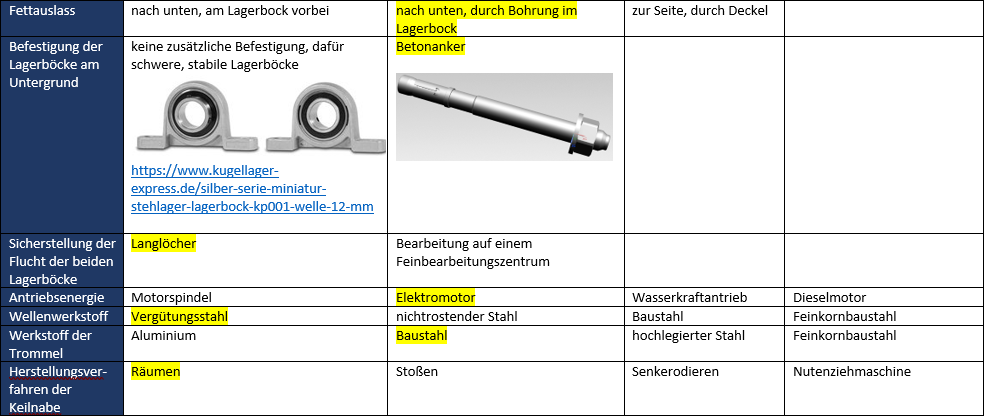 Fettauslass
nach unten, am Lagerbock vorbei
nach unten, durch Bohrung im
Lagerbock
zur Seite, durch Deckel
Befestigung der
Lagerböcke am
Untergrund
keine zusätzliche Befestigung, dafür
schwere, stabile Lagerböcke
https://www.kugellager-
express.de/silber-serie-miniatur-
stehlager-lagerbock-kp001-welle-12-mm
Betonanker
Sicherstellung der
Flucht der beiden
Lagerböcke
Langlöcher
Bearbeitung auf einem
Feinbearbeitungszentrum
Antriebsenergie
Motorspindel
Elektromotor
Wasserkraftantrieb
Dieselmotor
Wellenwerkstoff
Vergütungsstahl
nichtrostender Stahl
Baustahl
Feinkornbaustahl
Werkstoff der
Trommel
Aluminium
Baustahl
hochlegierter Stahl
Feinkornbaustahl
Herstellungsver-
fahren der
Keilnabe
Räumen
Stoßen
Senkerodieren
Nutenziehmaschine